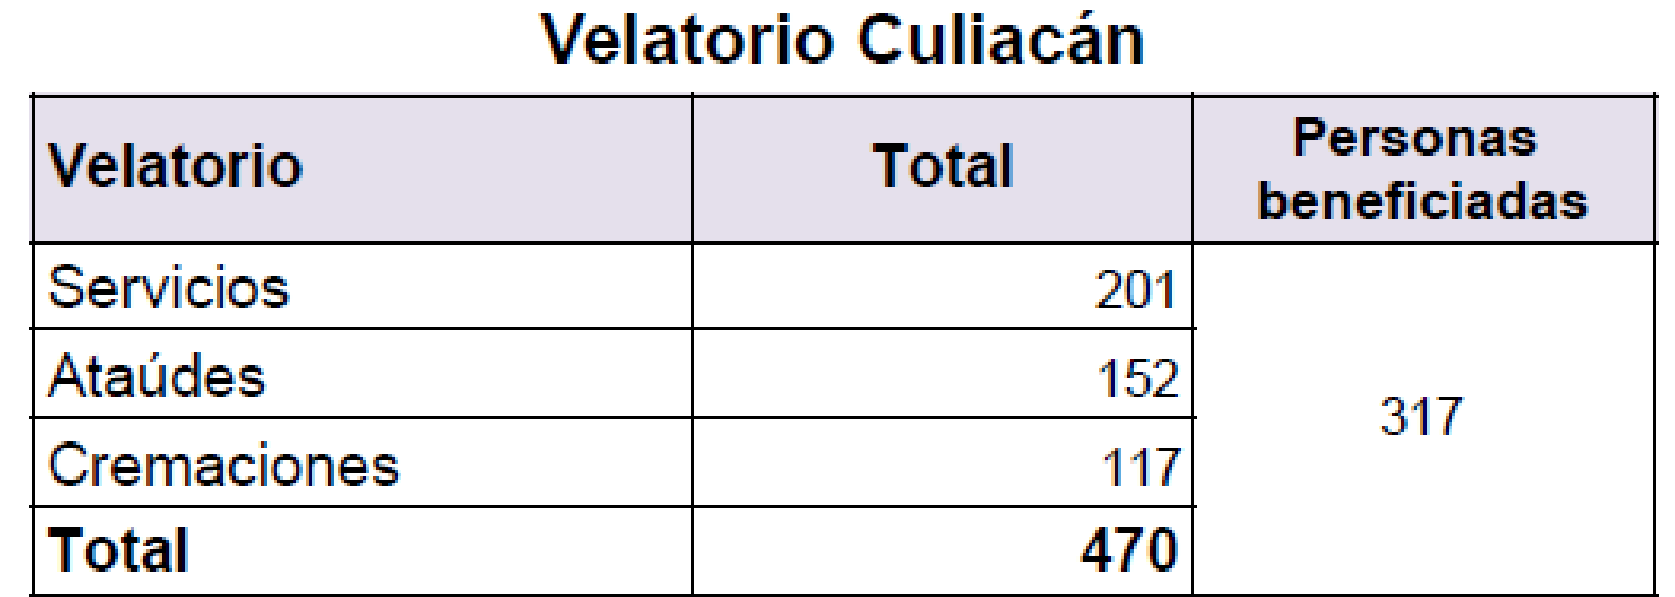 Velatorio Culiacán
Velatorio Total Personas beneficiadas
Servicios 201
Ataúdes 152
317
Cremaciones 117
Total 470